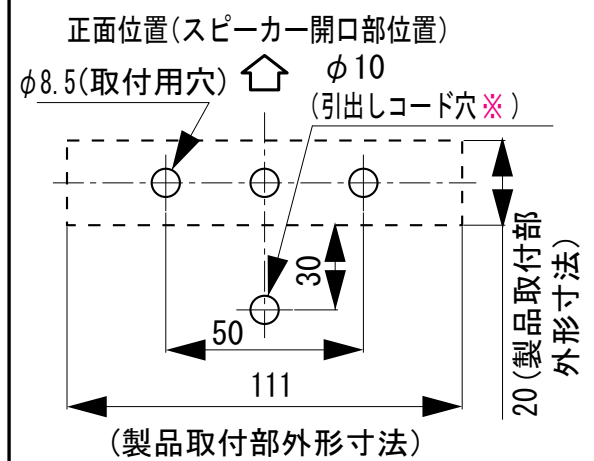 正面位置(スピーカー開口部位置)
φ8.5(取付用穴)
φ10
(引出しコード穴※)
30
50
111
(製品取付部外形寸法)
20(製品取付部
外形寸法)